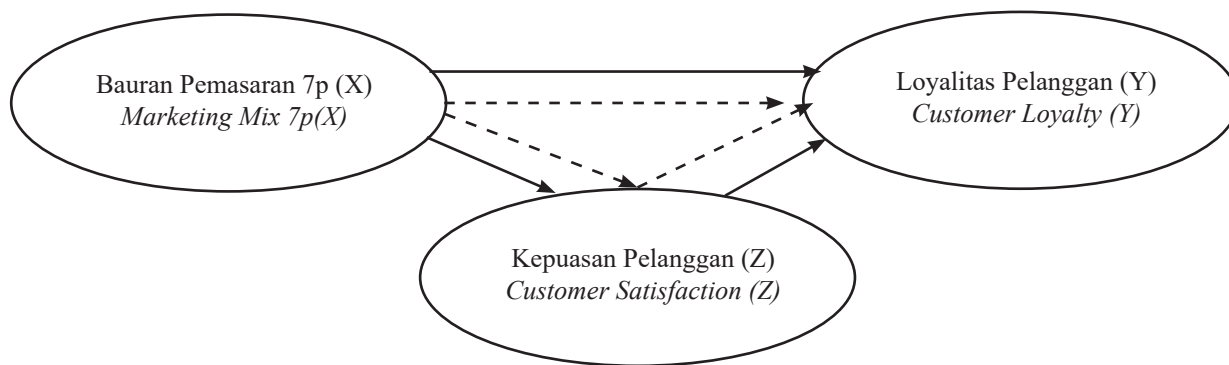 Bauran Pemasaran 7p (X)
Marketing Mix 7p(X)
Loyalitas Pelanggan (Y)
Customer Loyalty (Y)
Kepuasan Pelanggan (Z)
Customer Satisfaction (Z)